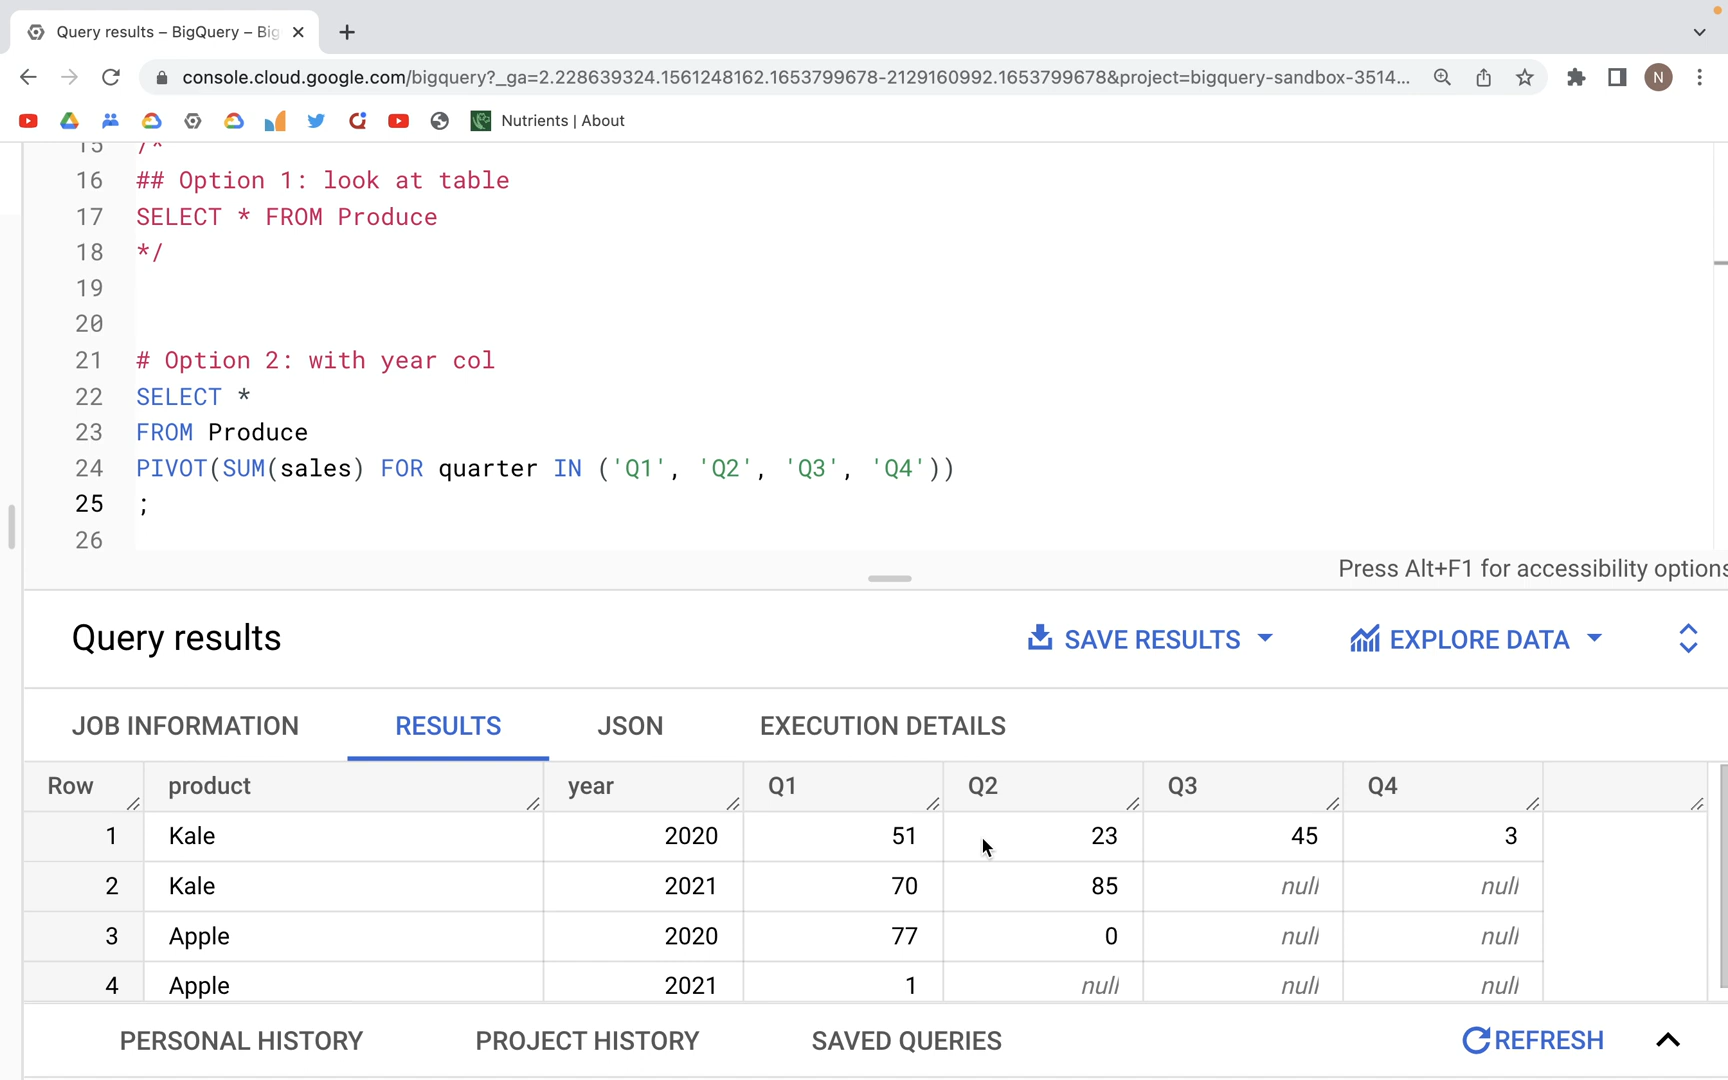 Query results – BigQuery – Big
console.cloud.google.com/bigquery?_ga=2.228639324.1561248162.1653799678-2129160992.1653799678&project=bigquery-sandbox-3514...
N
Nutrients | About
15 /*
16 ## Option 1: look at table
17 SELECT * FROM Produce
18 */
19
20
21 # Option 2: with year col
22 SELECT *
23 FROM Produce
24 PIVOT(SUM(sales) FOR quarter IN ('Q1', 'Q2', 'Q3', 'Q4'))
25 ;
26
Press Alt+F1 for accessibility options
Query results
SAVE RESULTS
EXPLORE DATA
JOB INFORMATION RESULTS JSON EXECUTION DETAILS
Row product year Q1 Q2 Q3 Q4
1 Kale 2020 51 23 45 3
2 Kale 2021 70 85 null null
3 Apple 2020 77 0 null null
4 Apple 2021 1 null null null
PERSONAL HISTORY PROJECT HISTORY SAVED QUERIES REFRESH